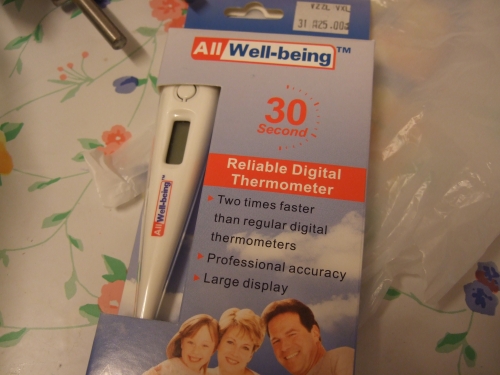 All Well-being™
30
Second
Reliable Digital
Thermometer
Two times faster
than regular digital
thermometers
Professional accuracy
Large display
All Well-being™